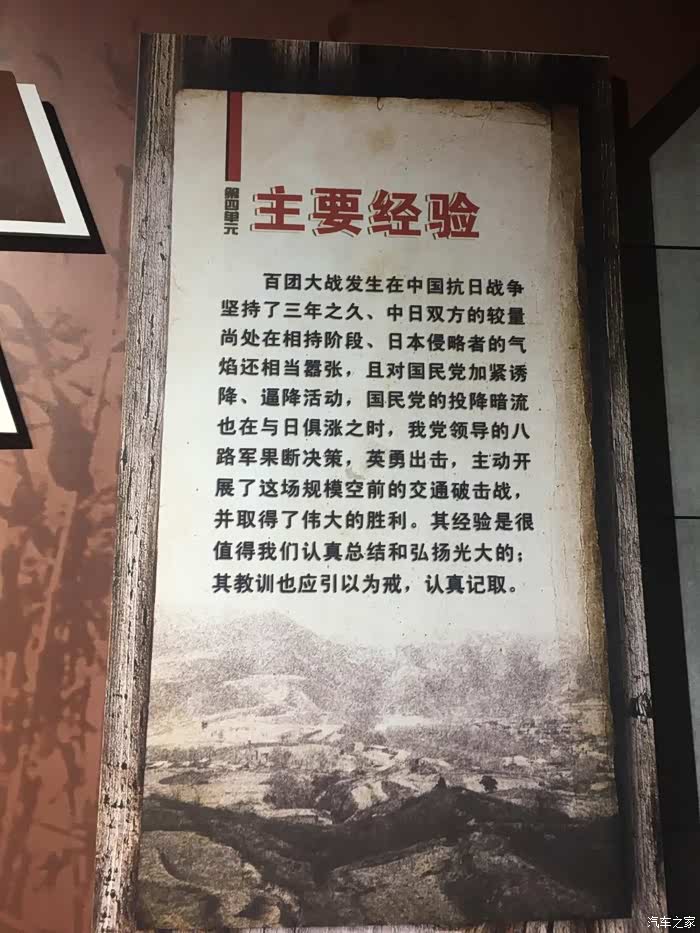 第四单元
主要经验
百团大战发生在中国抗日战争
坚持了三年之久、中日双方的较量
尚处在相持阶段、日本侵略者的气
焰还相当嚣张，且对国民党加紧诱
降、逼降活动，国民党的投降暗流
也在与日俱涨之时，我党领导的八
路军果断决策，英勇出击，主动开
展了这场规模空前的交通破击战，
并取得了伟大的胜利。其经验是很
值得我们认真总结和弘扬光大的；
其教训也应引以为戒，认真记取。
汽车之家